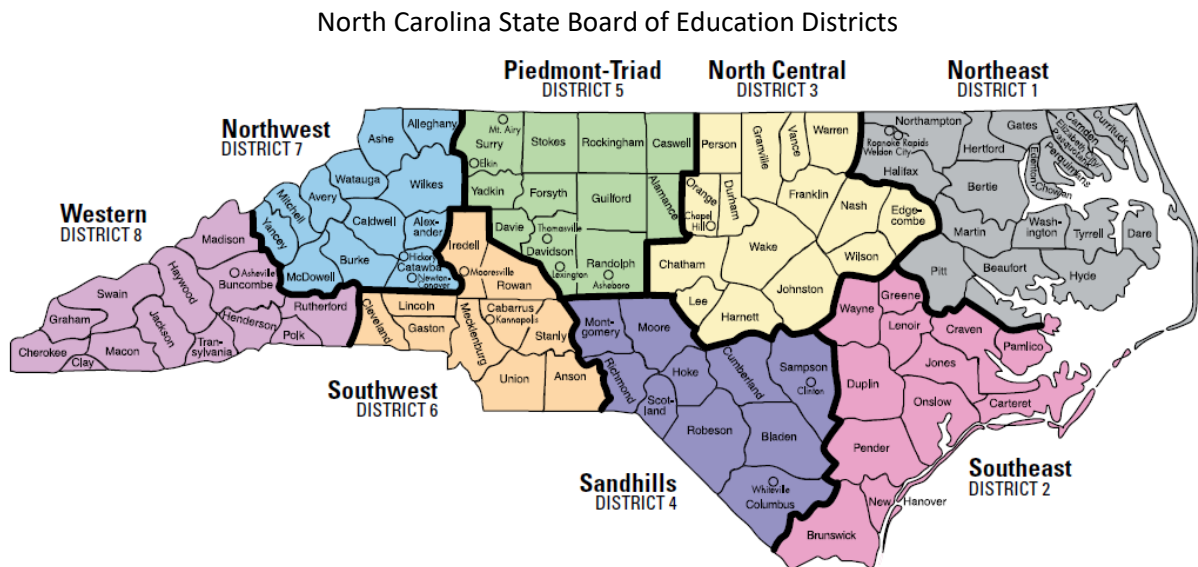 North Carolina State Board of Education Districts
Piedmont-Triad
DISTRICT 5
North Central
DISTRICT 3
Northeast
DISTRICT 1
Northwest
DISTRICT 7
Western
DISTRICT 8
Southwest
DISTRICT 6
Sandhills
DISTRICT 4
Southeast
DISTRICT 2
Ashe
Alleghany
Watauga
Wilkes
Mitchell
Avery
Yancey
Caldwell
Alex-
ander
Burke
McDowell
Hickory
Catawba
Newton-
Conover
Mt. Airy
Surry
Elkin
Stokes
Rockingham
Caswell
Yadkin
Forsyth
Guilford
Alamance
Davie
Thomasville
Davidson
Lexington
Randolph
Asheboro
Person
Granville
Vance
Warren
Orange
Durham
Chapel
Hill
Franklin
Nash
Edge-
combe
Wake
Wilson
Chatham
Johnston
Lee
Harnett
Northampton
Roanoke Rapids
Weldon City
Halifax
Gates
Hertford
Camden
Currituck
Elizabeth City/
Pasquotank
Perquimans
Edenton/
Chowan
Bertie
Martin
Wash-
ington
Tyrrell
Dare
Pitt
Beaufort
Hyde
Madison
Haywood
Asheville
Buncombe
Swain
Graham
Jackson
Henderson
Rutherford
Polk
Tran-
sylvania
Cherokee
Macon
Clay
Iredell
Mooresville
Rowan
Cleveland
Lincoln
Gaston
Mecklenburg
Cabarrus
Kannapolis
Stanly
Union
Anson
Mont-
gomery
Moore
Richmond
Hoke
Scot-
land
Cumberland
Sampson
Clinton
Robeson
Bladen
Whiteville
Columbus
Wayne
Greene
Lenoir
Craven
Pamlico
Jones
Duplin
Onslow
Carteret
Pender
New Hanover
Brunswick